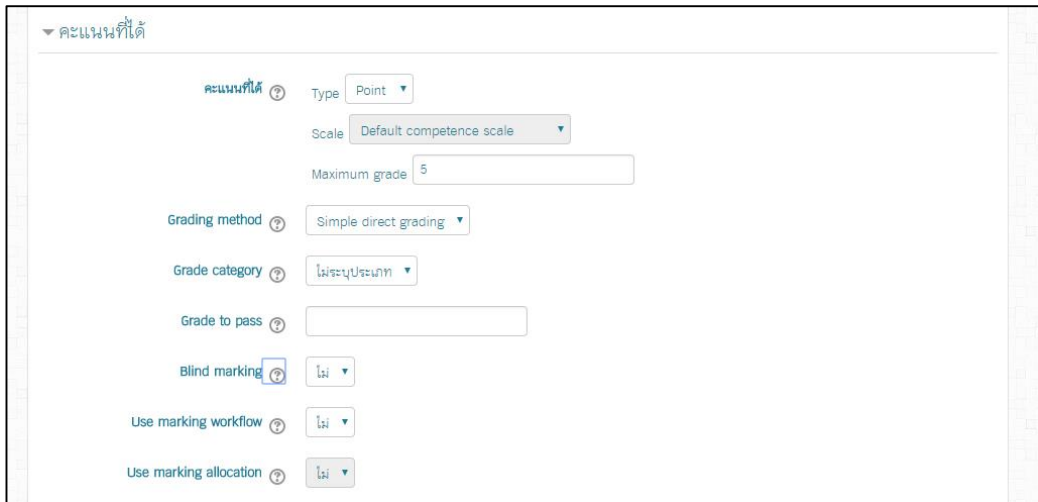 คะแนนที่ได้
คะแนนที่ได้ Type Point
Scale Default competence scale
Maximum grade 5
Grading method Simple direct grading
Grade category ไม่ระบุประเภท
Grade to pass
Blind marking ไม่
Use marking workflow ไม่
Use marking allocation ไม่